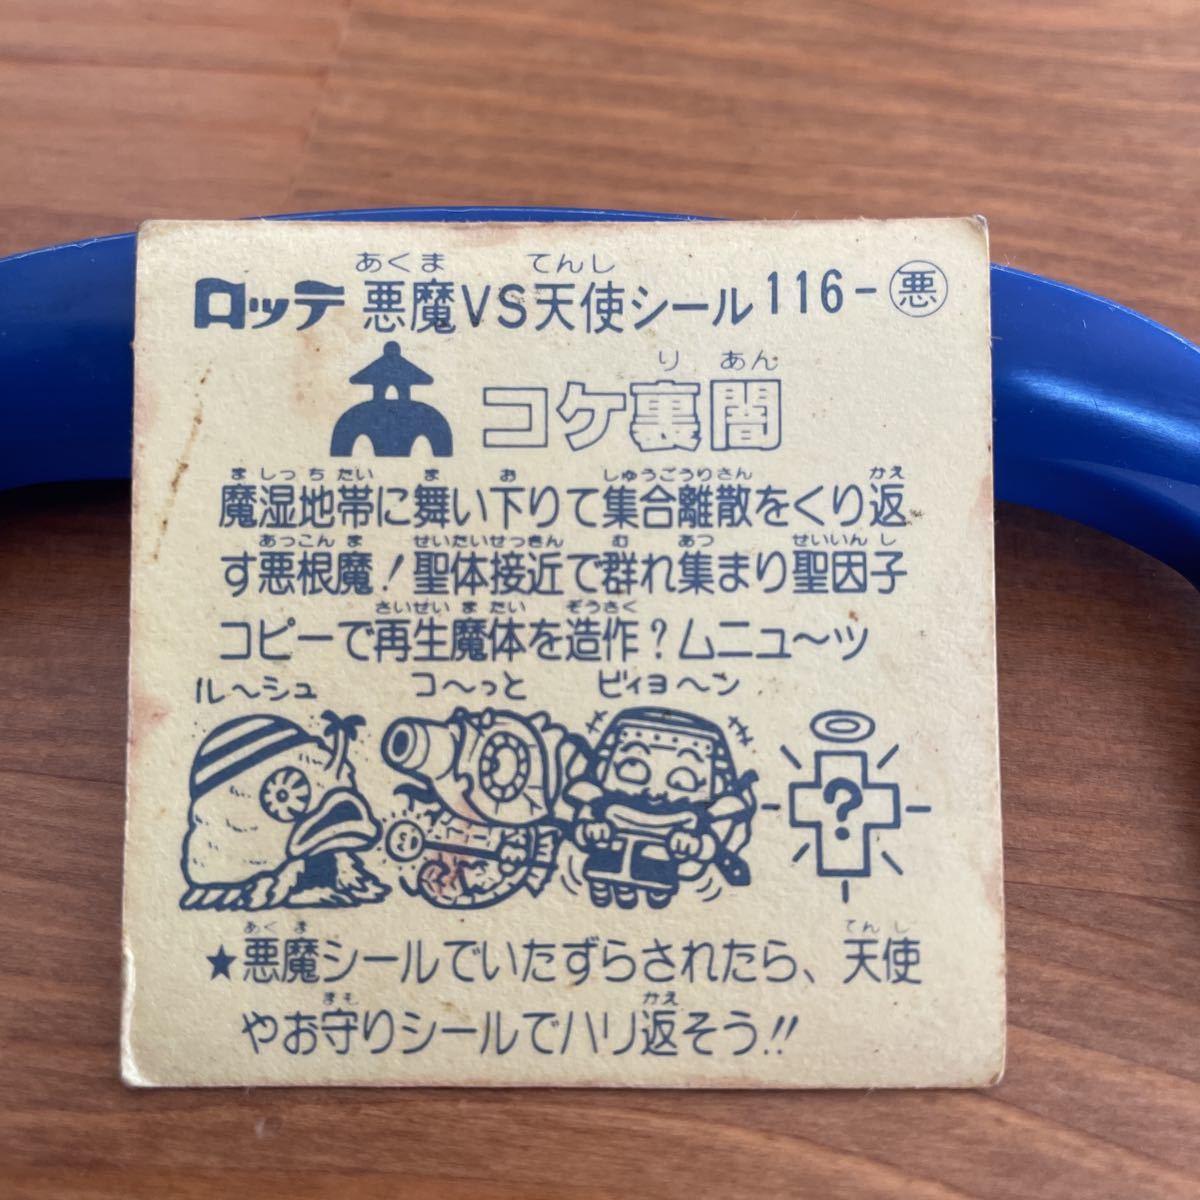 あくま てんし
ロッテ 悪魔VS天使シール 116-悪
り あん
コケ裏闇
ま しっ ち たい ま お しゅうごうりさん かえ
魔湿地帯に舞い下りて集合離散をくり返
あっこん ま せいたいせっきん む あつ せいいん し
す悪根魔!聖体接近で群れ集まり聖因子
さいせい ま たい ぞうさく
コピーで再生魔体を造作?ムニュ〜ッ
ル〜シュ コ〜っと ビィョ〜ン
?
あく ま てん し
★悪魔シールでいたずらされたら、天使
まも かえ
やお守りシールでハリ返そう!!